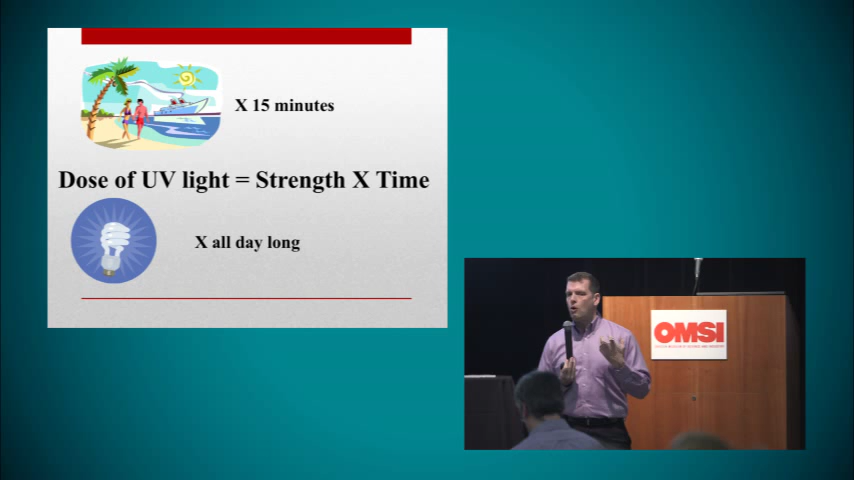 X 15 minutes
Dose of UV light = Strength X Time
X all day long
OMSI